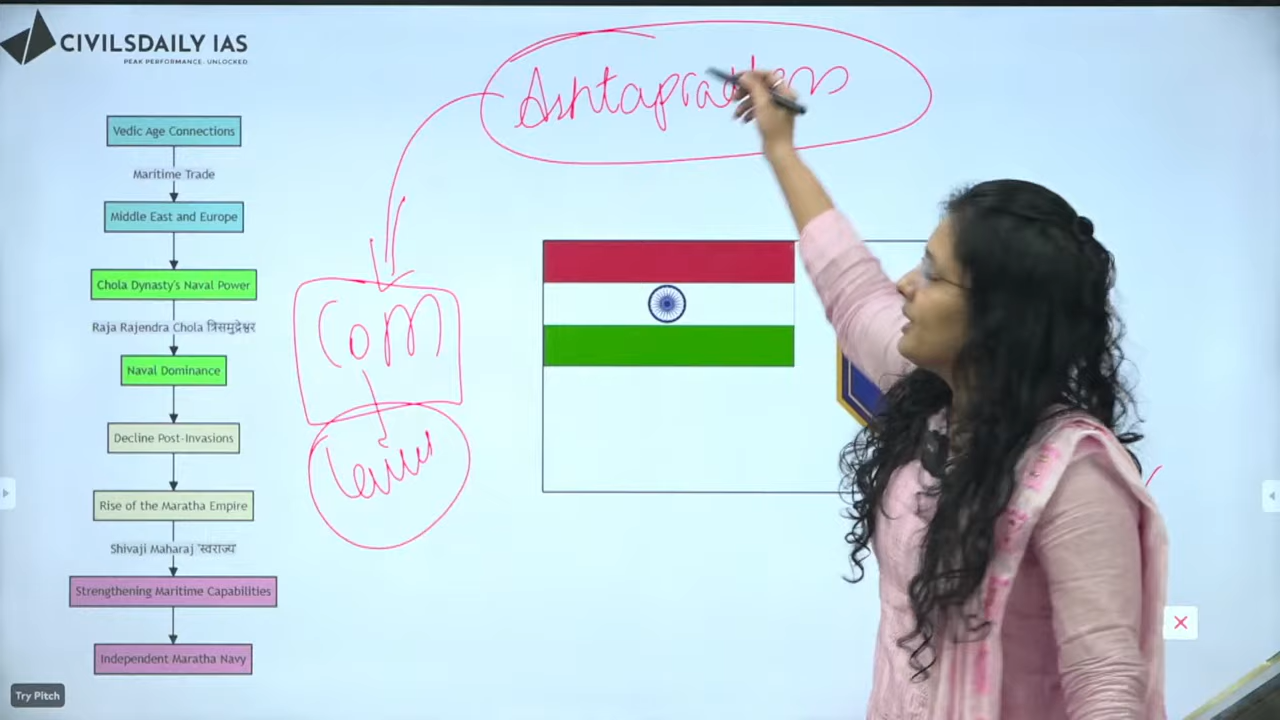 CIVILSDAILY IAS
PEAK PERFORMANCE. UNLOCKED.
Ashtapradhans
Vedic Age Connections
Maritime Trade
Middle East and Europe
Chola Dynasty's Naval Power
Raja Rajendra Chola त्रिसमुद्रेश्वर
Naval Dominance
Decline Post-Invasions
Rise of the Maratha Empire
Shivaji Maharaj 'स्वराज्य'
Strengthening Maritime Capabilities
Independent Maratha Navy
COM
Try Pitch